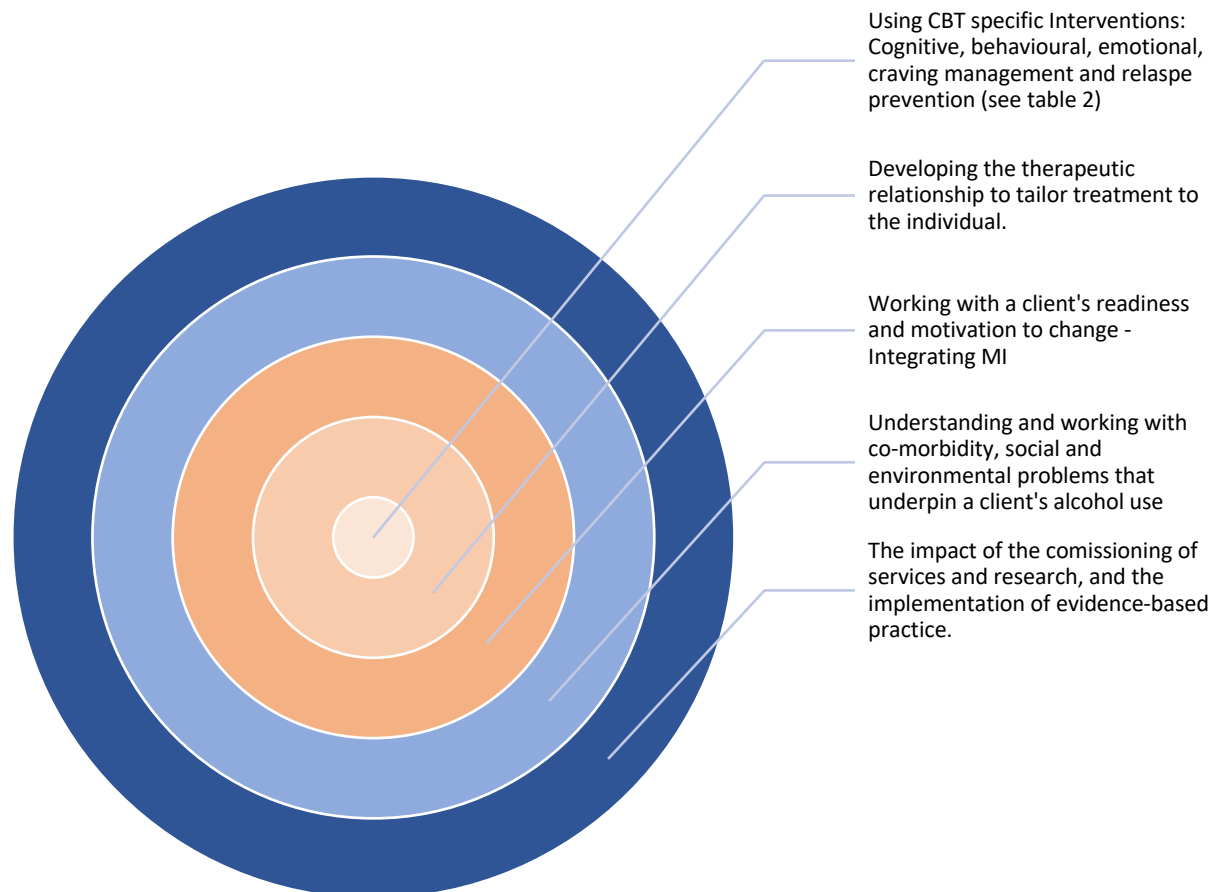 Using CBT specific Interventions:
Cognitive, behavioural, emotional,
craving management and relaspe
prevention (see table 2)
Developing the therapeutic
relationship to tailor treatment to
the individual.
Working with a client's readiness
and motivation to change -
Integrating MI
Understanding and working with
co-morbidity, social and
environmental problems that
underpin a client's alcohol use
The impact of the comissioning of
services and research, and the
implementation of evidence-based
practice.